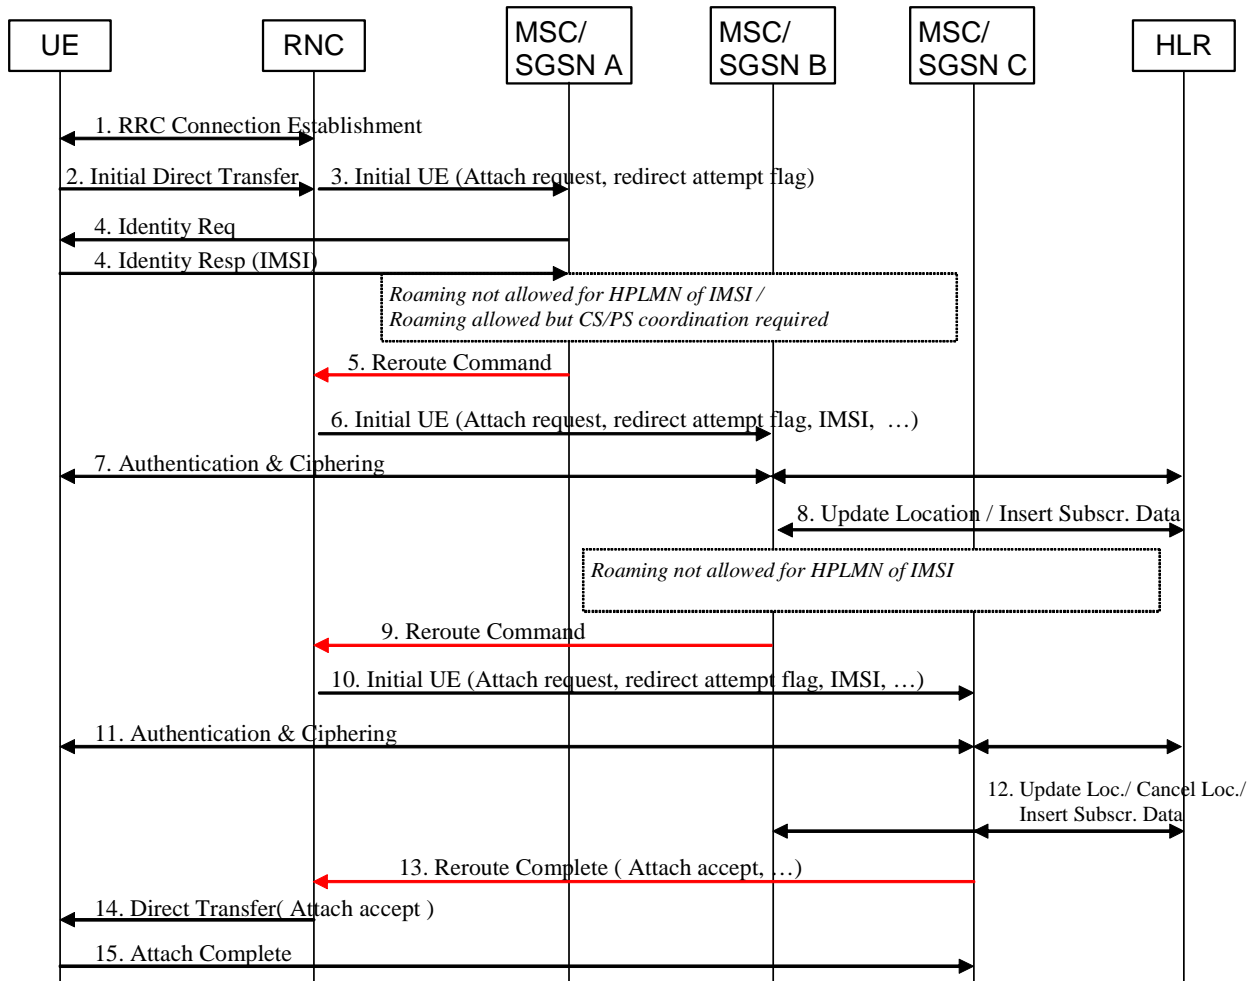 UE
RNC
MSC/
SGSN A
MSC/
SGSN B
MSC/
SGSN C
HLR
1. RRC Connection Establishment
2. Initial Direct Transfer
3. Initial UE (Attach request, redirect attempt flag)
4. Identity Req
4. Identity Resp (IMSI)
Roaming not allowed for HPLMN of IMSI /
Roaming allowed but CS/PS coordination required
5. Reroute Command
6. Initial UE (Attach request, redirect attempt flag, IMSI, …)
7. Authentication & Ciphering
8. Update Location / Insert Subscr. Data
Roaming not allowed for HPLMN of IMSI
9. Reroute Command
10. Initial UE (Attach request, redirect attempt flag, IMSI, …)
11. Authentication & Ciphering
12. Update Loc./ Cancel Loc./
Insert Subscr. Data
13. Reroute Complete ( Attach accept, …)
14. Direct Transfer( Attach accept )
15. Attach Complete